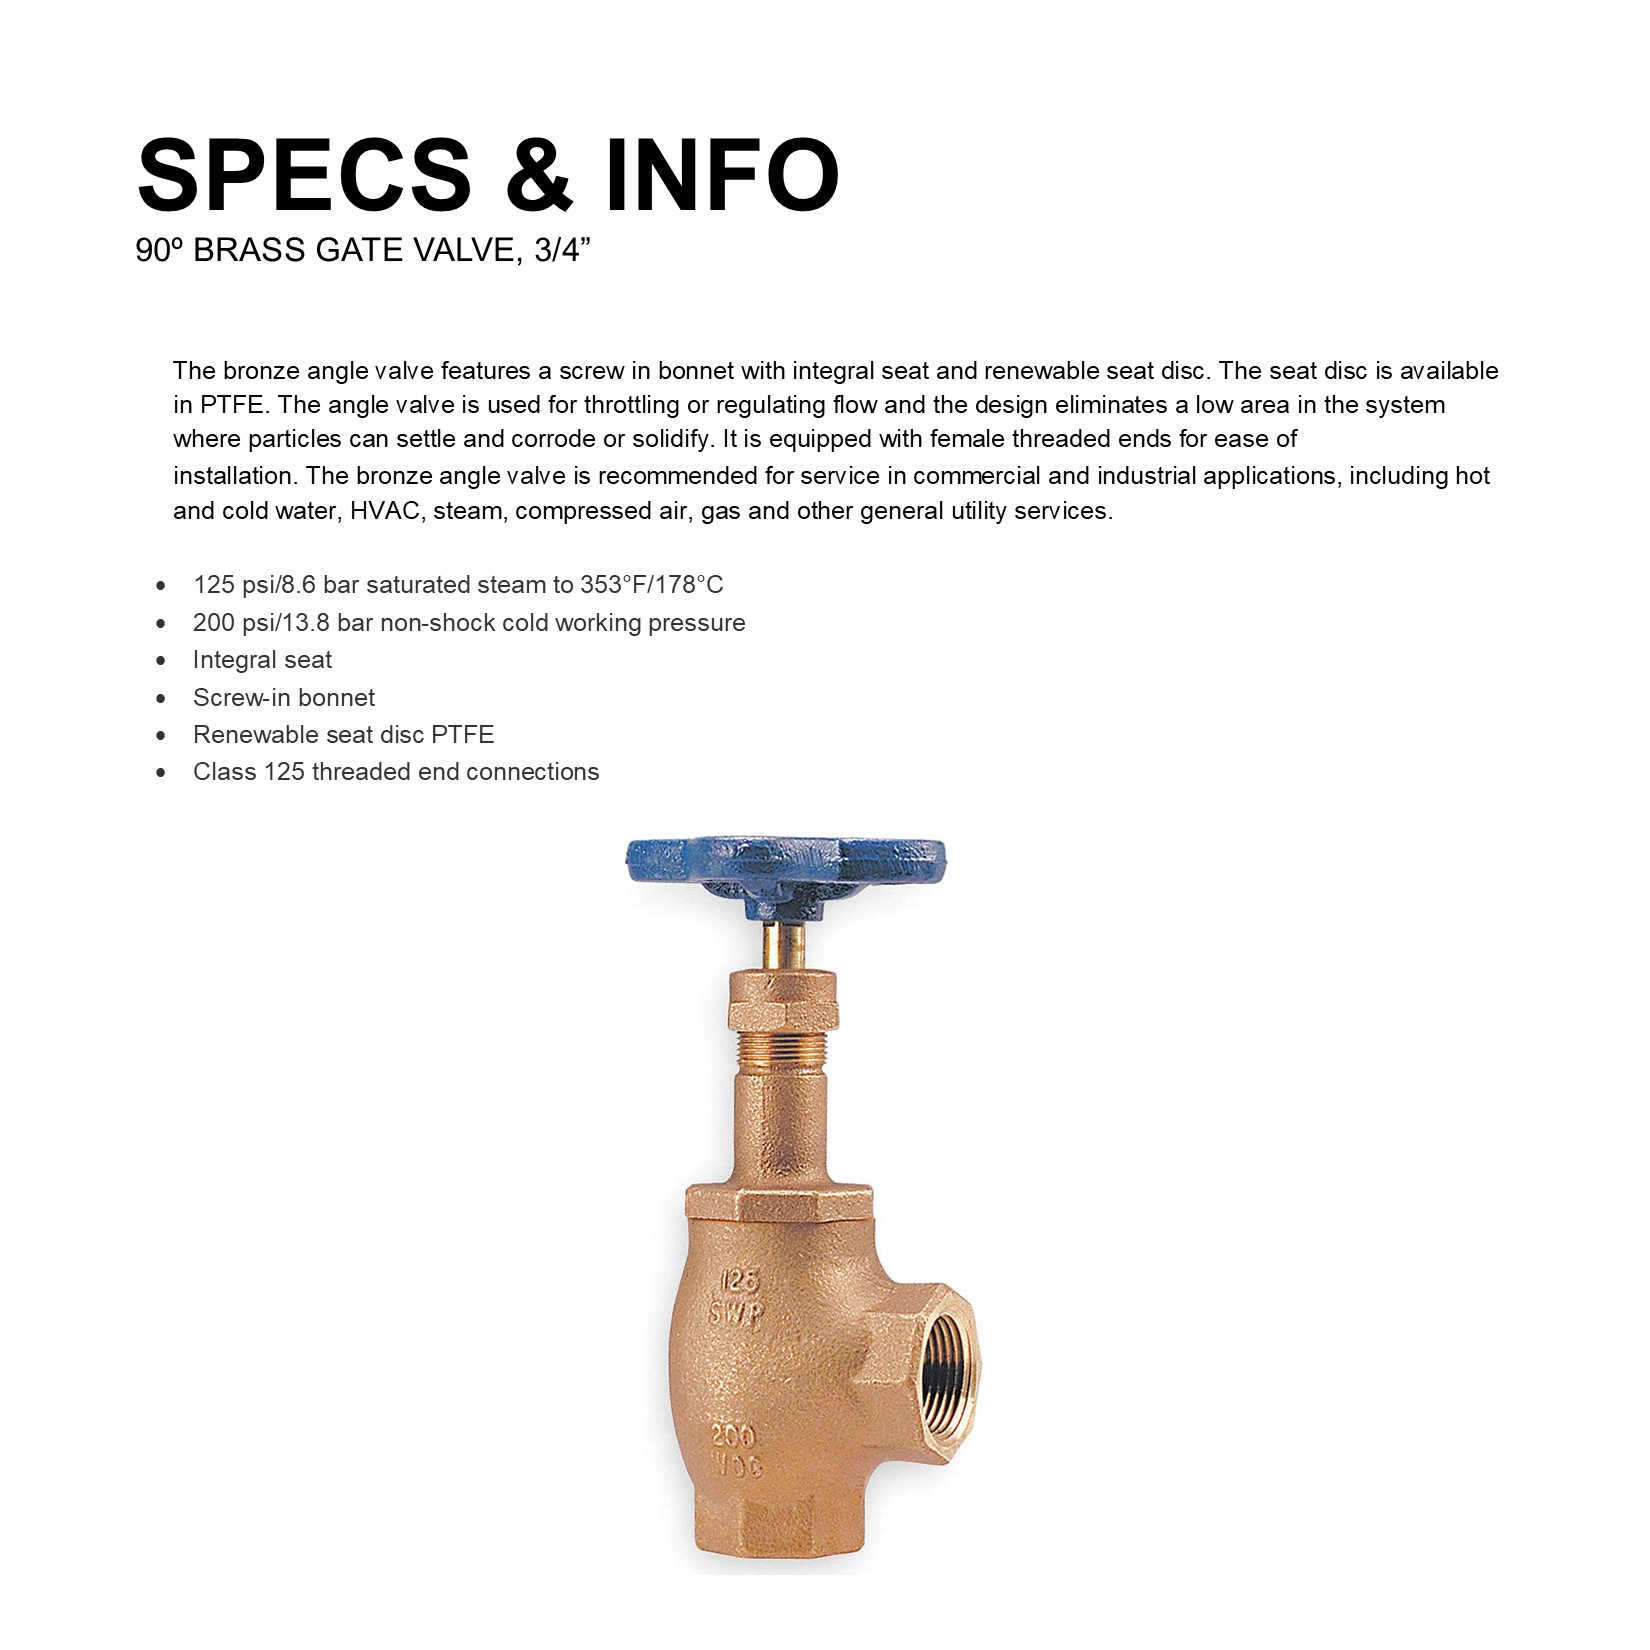 SPECS & INFO
90º BRASS GATE VALVE, 3/4”
The bronze angle valve features a screw in bonnet with integral seat and renewable seat disc. The seat disc is available
in PTFE. The angle valve is used for throttling or regulating flow and the design eliminates a low area in the system
where particles can settle and corrode or solidify. It is equipped with female threaded ends for ease of
installation. The bronze angle valve is recommended for service in commercial and industrial applications, including hot
and cold water, HVAC, steam, compressed air, gas and other general utility services.
• 125 psi/8.6 bar saturated steam to 353°F/178°C
• 200 psi/13.8 bar non-shock cold working pressure
• Integral seat
• Screw-in bonnet
• Renewable seat disc PTFE
• Class 125 threaded end connections
125
SWP
200
WOG